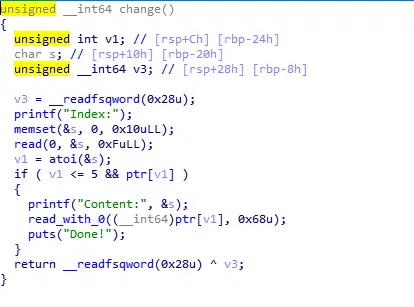 unsigned __int64 change()
{
  unsigned int v1; // [rsp+Ch] [rbp-24h]
  char s; // [rsp+10h] [rbp-20h]
  unsigned __int64 v3; // [rsp+28h] [rbp-8h]

  v3 = __readfsqword(0x28u);
  printf("Index:");
  memset(&s, 0, 0x10uLL);
  read(0, &s, 0xFuLL);
  v1 = atoi(&s);
  if ( v1 <= 5 && ptr[v1] )
  {
    printf("Content:", &s);
    read_with_0((__int64)ptr[v1], 0x68u);
    puts("Done!");
  }
  return __readfsqword(0x28u) ^ v3;
}